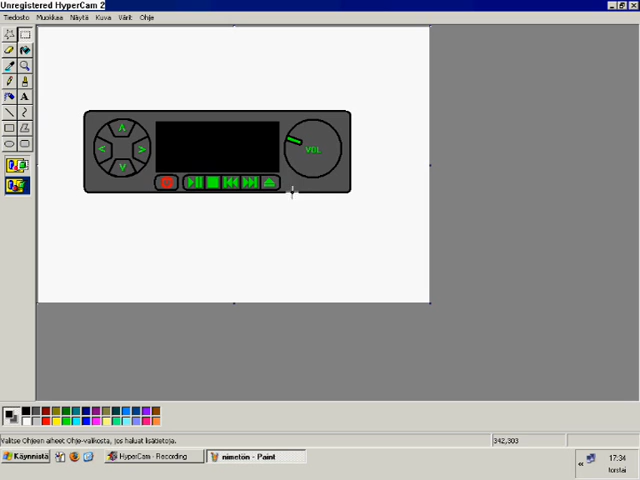 Unregistered HyperCam 2
Tiedosto Muokkaa Näytä Kuva Värit Ohje
A
A
< >
V
VOL
Valitse Ohjeen aiheet Ohje-valikosta, jos haluat lisätietoja.
342,303
Käynnistä
HyperCam - Recording
nimetön - Paint
«
17:34
torstai